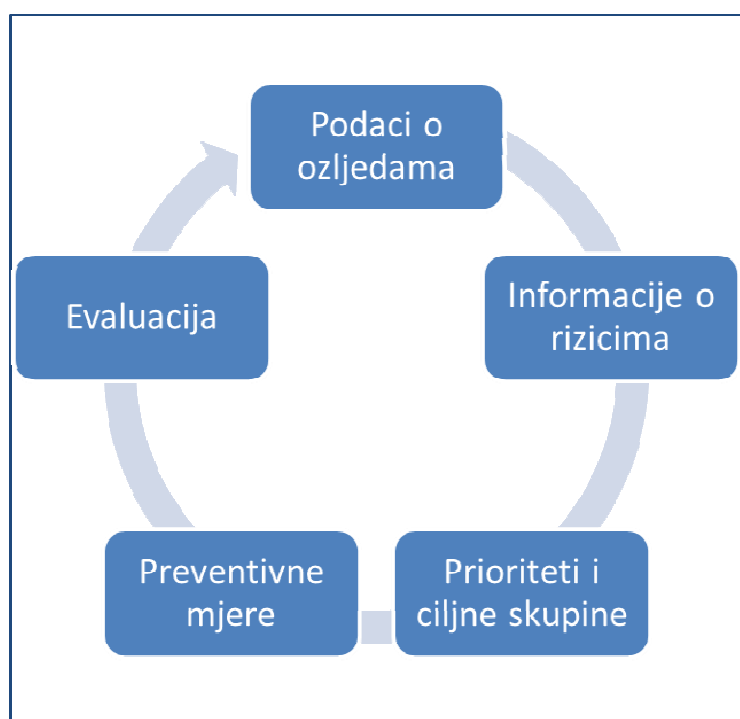 Podaci o
ozljedama
Informacije o
rizicima
Prioriteti i
ciljne skupine
Preventivne
mjere
Evaluacija